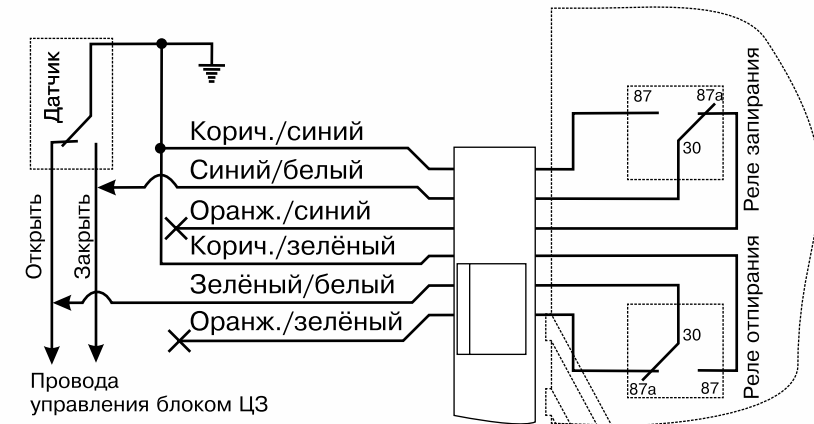 Датчик
Открыть
Закрыть
Корич./синий
Синий/белый
Оранж./синий
Корич./зелёный
Зелёный/белый
Оранж./зелёный
Провода
управления блоком ЦЗ
87
87а
30
Реле запирания
30
87а
87
Реле отпирания